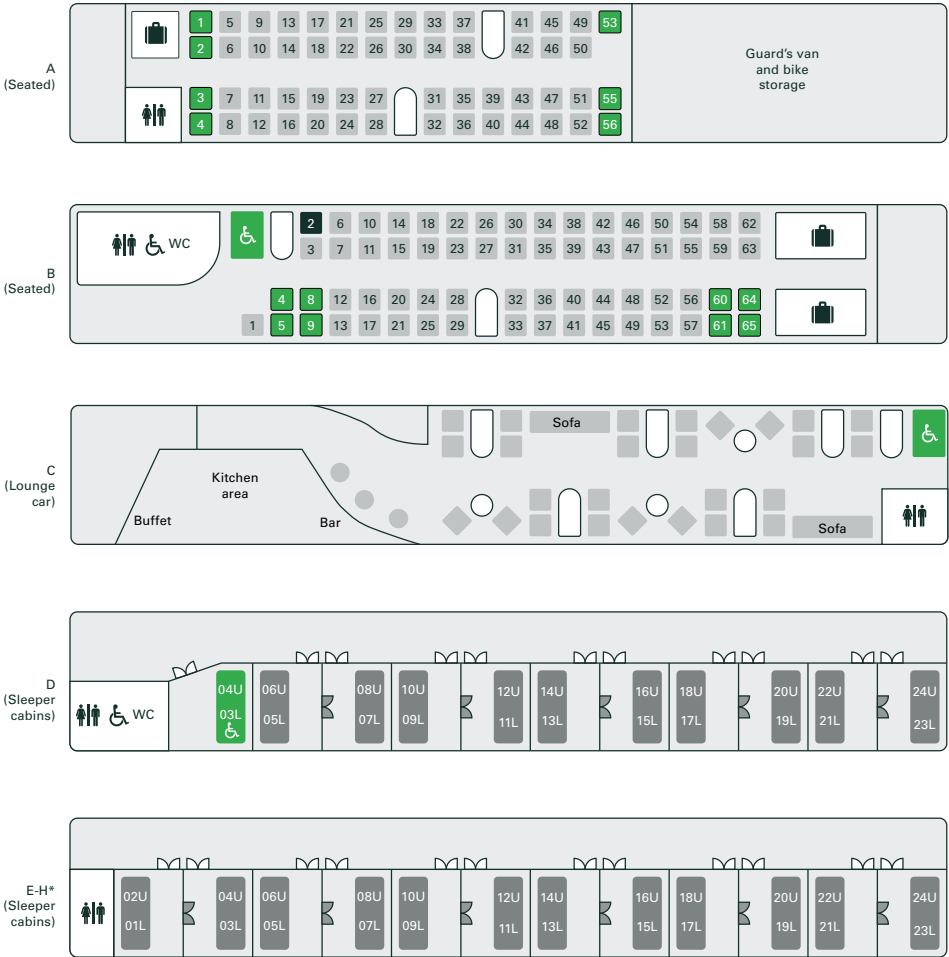 A
(Seated)
1 5 9 13 17 21 25 29 33 37 41 45 49 53
2 6 10 14 18 22 26 30 34 38 42 46 50
3 7 11 15 19 23 27 31 35 39 43 47 51 55
4 8 12 16 20 24 28 32 36 40 44 48 52 56
Guard's van
and bike
storage
B
(Seated)
WC
2 6 10 14 18 22 26 30 34 38 42 46 50 54 58 62
3 7 11 15 19 23 27 31 35 39 43 47 51 55 59 63
4 8 12 16 20 24 28 32 36 40 44 48 52 56 60 64
1 5 9 13 17 21 25 29 33 37 41 45 49 53 57 61 65
C
(Lounge
car)
Buffet
Kitchen
area
Bar
Sofa
Sofa
D
(Sleeper
cabins)
WC
04U 06U 08U 10U 12U 14U 16U 18U 20U 22U 24U
03L 05L 07L 09L 11L 13L 15L 17L 19L 21L 23L
E-H*
(Sleeper
cabins)
02U 04U 06U 08U 10U 12U 14U 16U 18U 20U 22U 24U
01L 03L 05L 07L 09L 11L 13L 15L 17L 19L 21L 23L